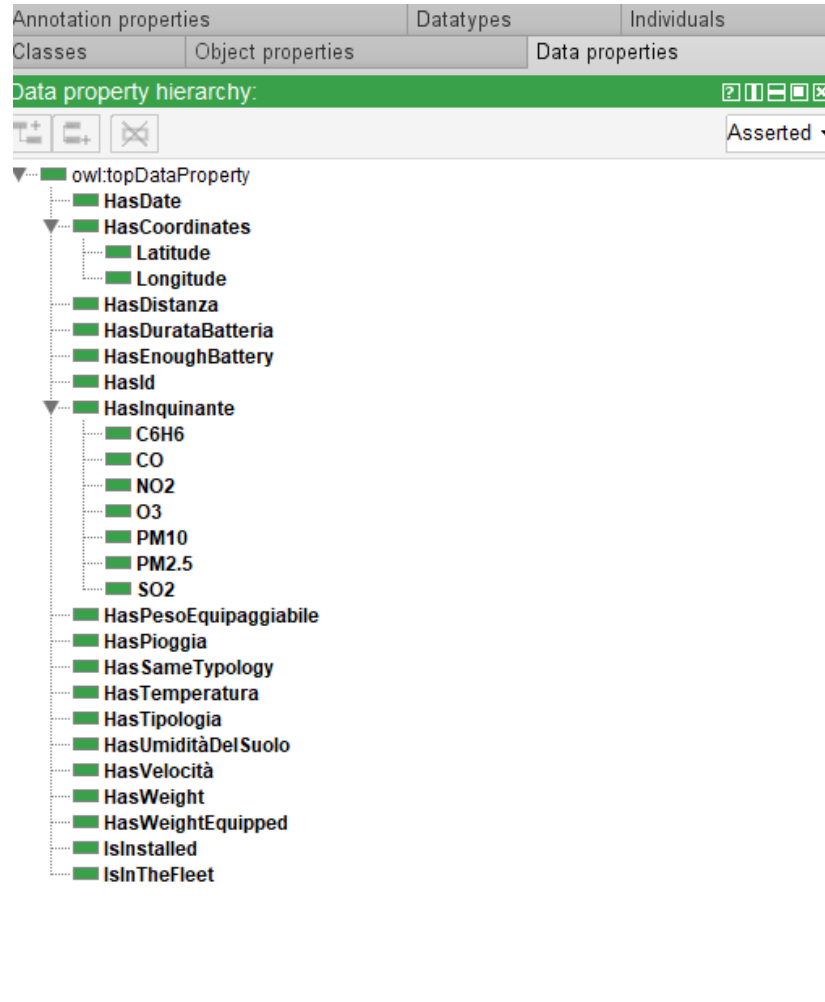 Annotation properties Datatypes Individuals
Classes Object properties Data properties
Data property hierarchy:
Asserted
owl:topDataProperty
HasDate
HasCoordinates
Latitude
Longitude
HasDistanza
HasDurataBatteria
HasEnoughBattery
HasId
HasInquinante
C6H6
CO
NO2
O3
PM10
PM2.5
SO2
HasPesoEquipaggiabile
HasPioggia
HasSameTypology
HasTemperatura
HasTipologia
HasUmiditàDelSuolo
HasVelocità
HasWeight
HasWeightEquipped
IsInstalled
IsInTheFleet